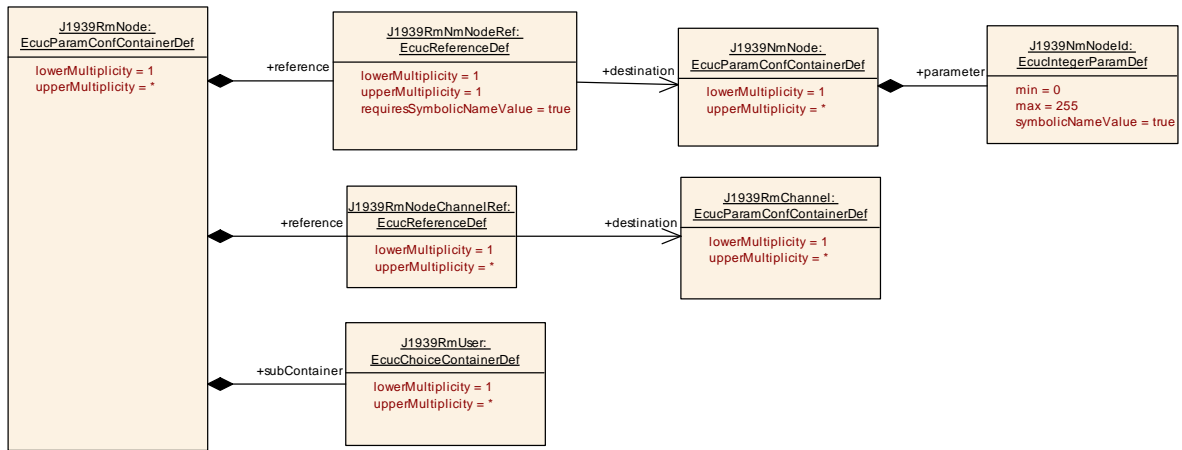 J1939RmNode:
EcucParamConfContainerDef
lowerMultiplicity = 1
upperMultiplicity = *
+reference
J1939RmNmNodeRef:
EcucReferenceDef
lowerMultiplicity = 1
upperMultiplicity = 1
requiresSymbolicNameValue = true
+destination
J1939NmNode:
EcucParamConfContainerDef
lowerMultiplicity = 1
upperMultiplicity = *
+parameter
J1939NmNodeId:
EcucIntegerParamDef
min = 0
max = 255
symbolicNameValue = true
+reference
J1939RmNodeChannelRef:
EcucReferenceDef
lowerMultiplicity = 1
upperMultiplicity = *
+destination
J1939RmChannel:
EcucParamConfContainerDef
lowerMultiplicity = 1
upperMultiplicity = *
+subContainer
J1939RmUser:
EcucChoiceContainerDef
lowerMultiplicity = 1
upperMultiplicity = *